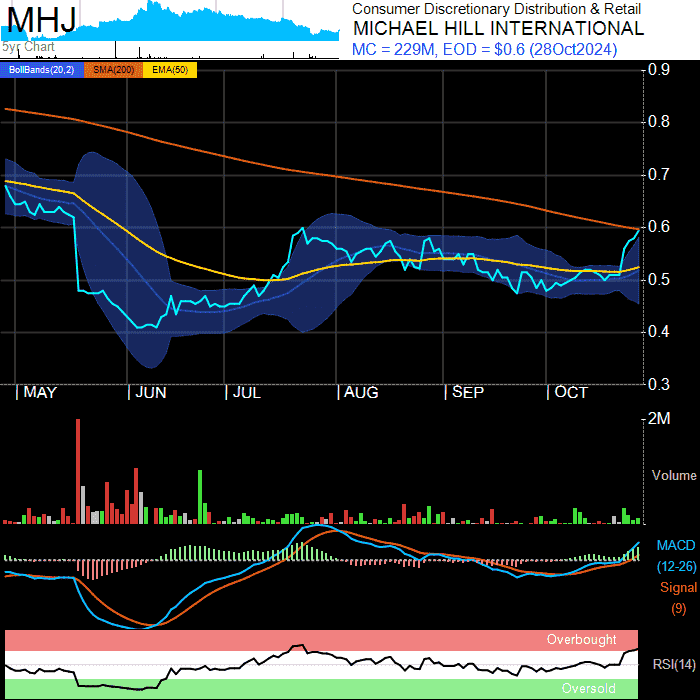 MHJ
5yr Chart
Consumer Discretionary Distribution & Retail
MICHAEL HILL INTERNATIONAL
MC = 229M, EOD = $0.6 (28Oct2024)
BollBands(20,2) SMA(200) EMA(50)
0.9
0.8
0.7
0.6
0.5
0.4
0.3
MAY JUN JUL AUG SEP OCT
2M
Volume
MACD
(12-26)
Signal
(9)
Overbought
RSI(14)
Oversold